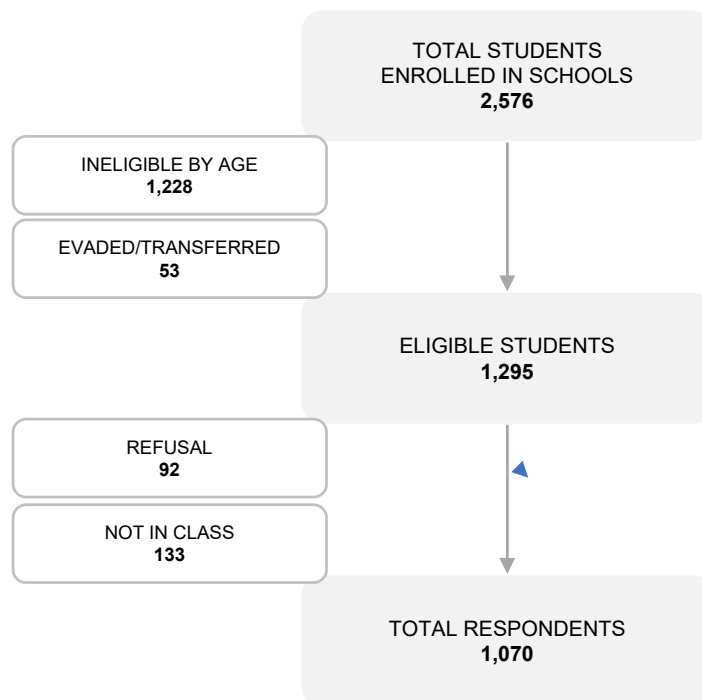 TOTAL STUDENTS
ENROLLED IN SCHOOLS
2,576
INELIGIBLE BY AGE
1,228
EVADED/TRANSFERRED
53
ELIGIBLE STUDENTS
1,295
REFUSAL
92
NOT IN CLASS
133
TOTAL RESPONDENTS
1,070